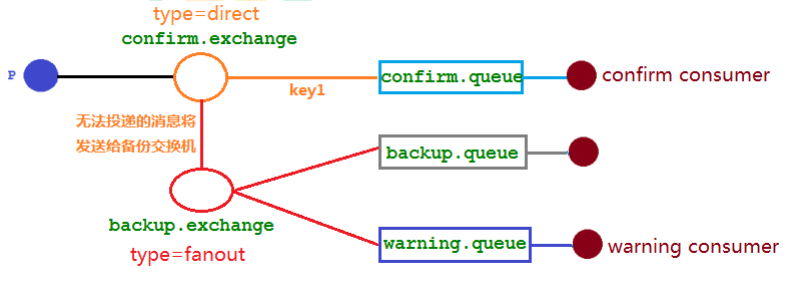 type=direct
confirm.exchange
P
key1
confirm.queue
confirm consumer
无法投递的消息将
发送给备份交换机
backup.queue
backup.exchange
type=fanout
warning.queue
warning consumer